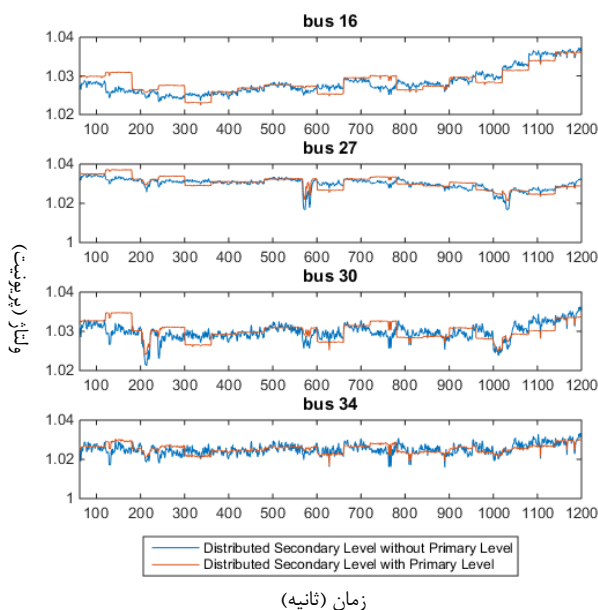 bus 16
1.04
1.03
1.02
100 200 300 400 500 600 700 800 900 1000 1100 1200
bus 27
1.04
1.02
1
100 200 300 400 500 600 700 800 900 1000 1100 1200
bus 30
1.04
1.03
1.02
100 200 300 400 500 600 700 800 900 1000 1100 1200
bus 34
1.04
1.02
1
100 200 300 400 500 600 700 800 900 1000 1100 1200
ولتاژ (پریونیت)
Distributed Secondary Level without Primary Level
Distributed Secondary Level with Primary Level
زمان (ثانیه)